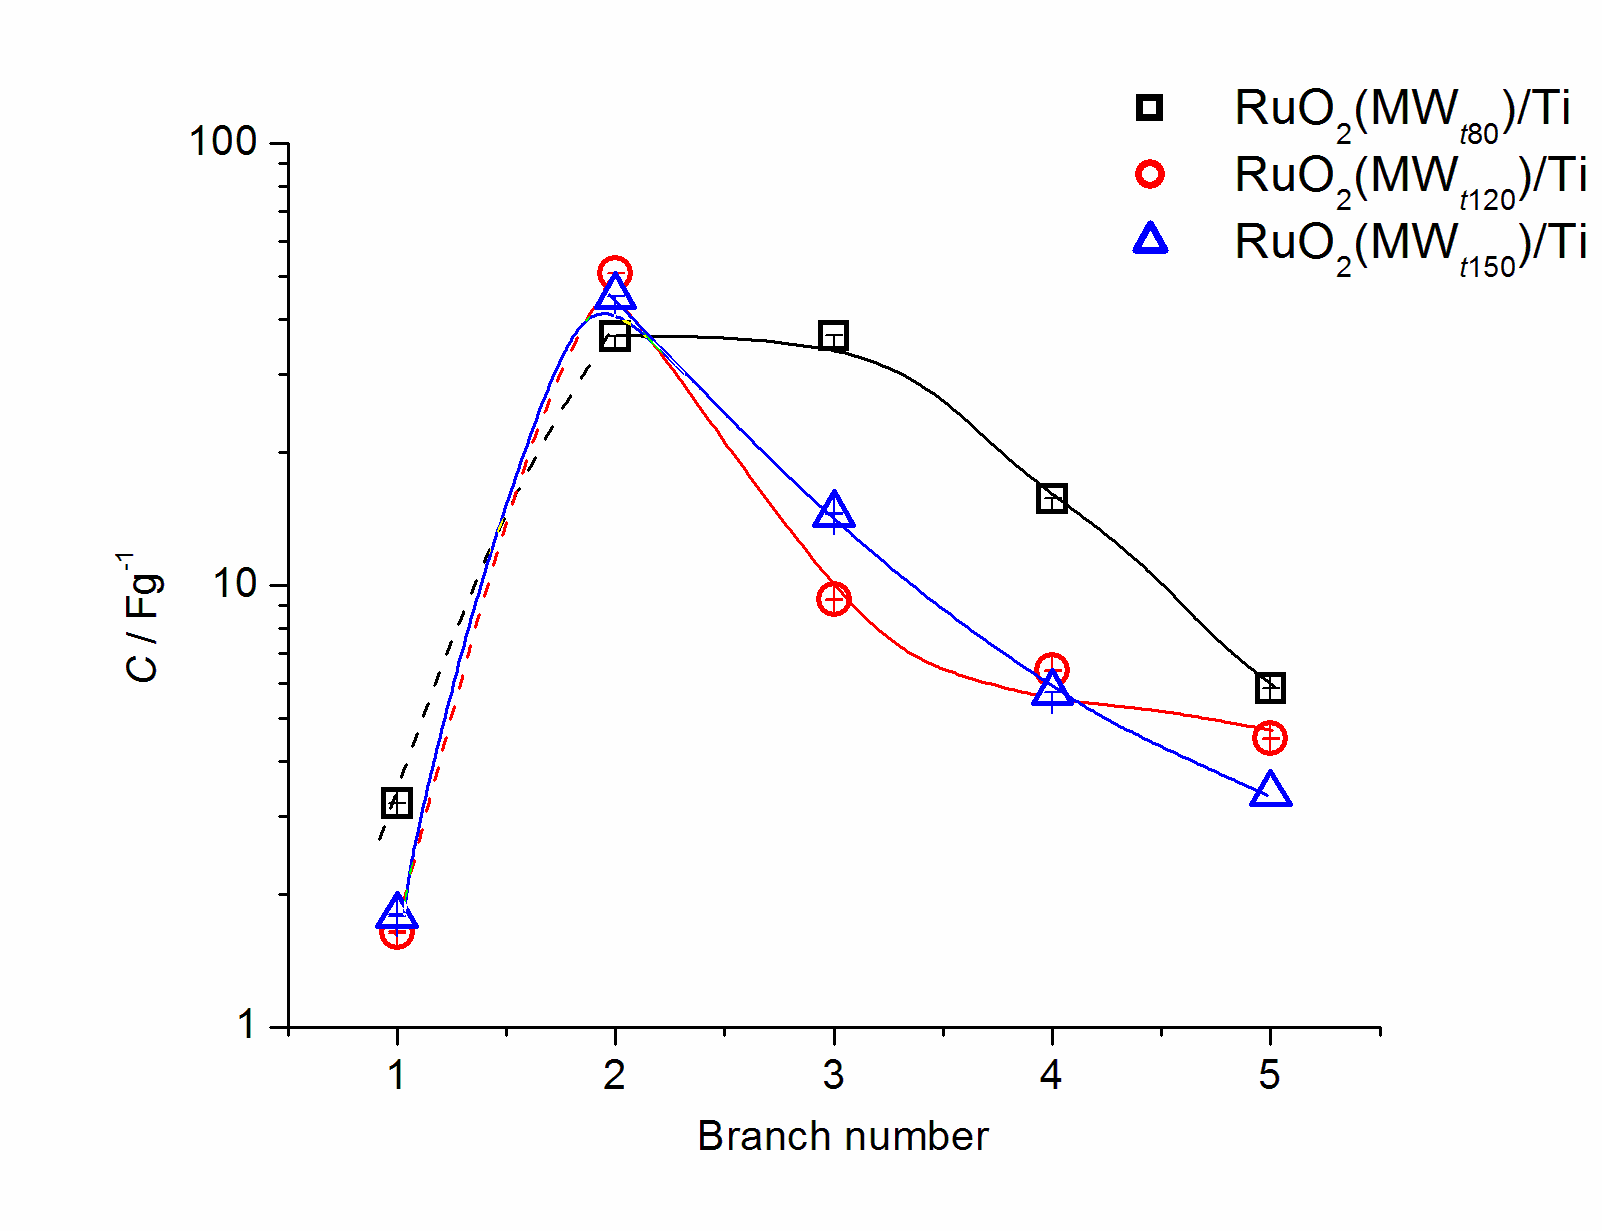 RuO2(MWt80)/Ti
RuO2(MWt120)/Ti
RuO2(MWt150)/Ti
100
10
1
C / Fg-1
1 2 3 4 5
Branch number